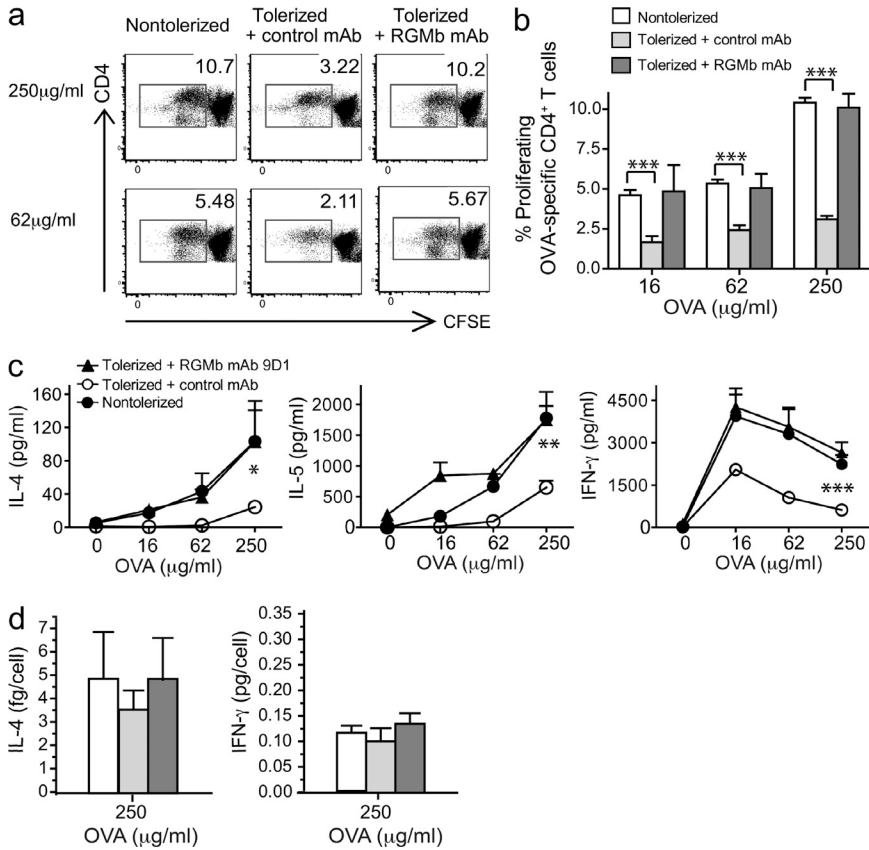 a
Nontolerized
Tolerized
+ control mAb
Tolerized
+ RGMb mAb
250μg/ml
CD4
10.7
3.22
10.2
0
0
0
62μg/ml
5.48
2.11
5.67
0
0
0
CFSE
b
Nontolerized
Tolerized + control mAb
Tolerized + RGMb mAb
% Proliferating
OVA-specific CD4⁺ T cells
10.0
7.5
5.0
2.5
0.0
***
***
***
16
62
250
OVA (μg/ml)
c
Tolerized + RGMb mAb 9D1
Tolerized + control mAb
Nontolerized
IL-4 (pg/ml)
160
120
80
40
0
*
0
16
62
250
OVA (μg/ml)
IL-5 (pg/ml)
2000
1500
1000
500
0
**
0
16
62
250
OVA (μg/ml)
IFN-γ (pg/ml)
4500
3000
1500
0
***
0
16
62
250
OVA (μg/ml)
d
IL-4 (fg/cell)
7
6
5
4
3
2
1
0
250
OVA (μg/ml)
IFN-γ (pg/cell)
0.35
0.30
0.25
0.20
0.15
0.10
0.05
0.00
250
OVA (μg/ml)